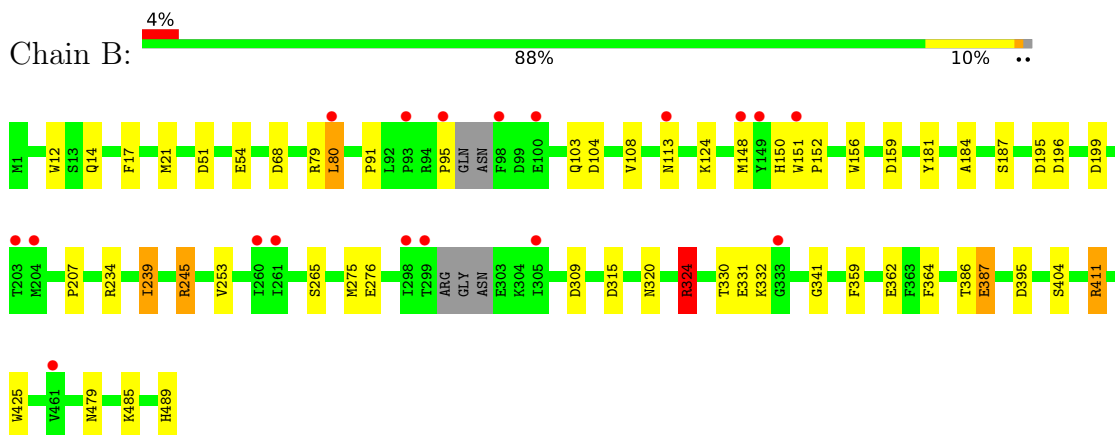 4%
Chain B:
88% 10% ••
M1 W12 S13 Q14 F17 M21 D51 E54 D68 R79 L80 P91 L92 P93 R94 P95 GLN ASN F98 D99 E100 Q103 D104 V108 N113 K124 M148 Y149 H150 W151 P152 W156 D159 Y181 A184 S187 D195 D196 D199
T203 M204 P207 R234 I239 R245 V253 I260 I261 S265 M275 E276 I298 T299 ARG GLY ASN E303 K304 I305 D309 D315 N320 R324 T330 E331 K332 G333 G341 F359 E362 F363 F364 T386 E387 D395 S404 R411
W425 V461 N479 K485 H489